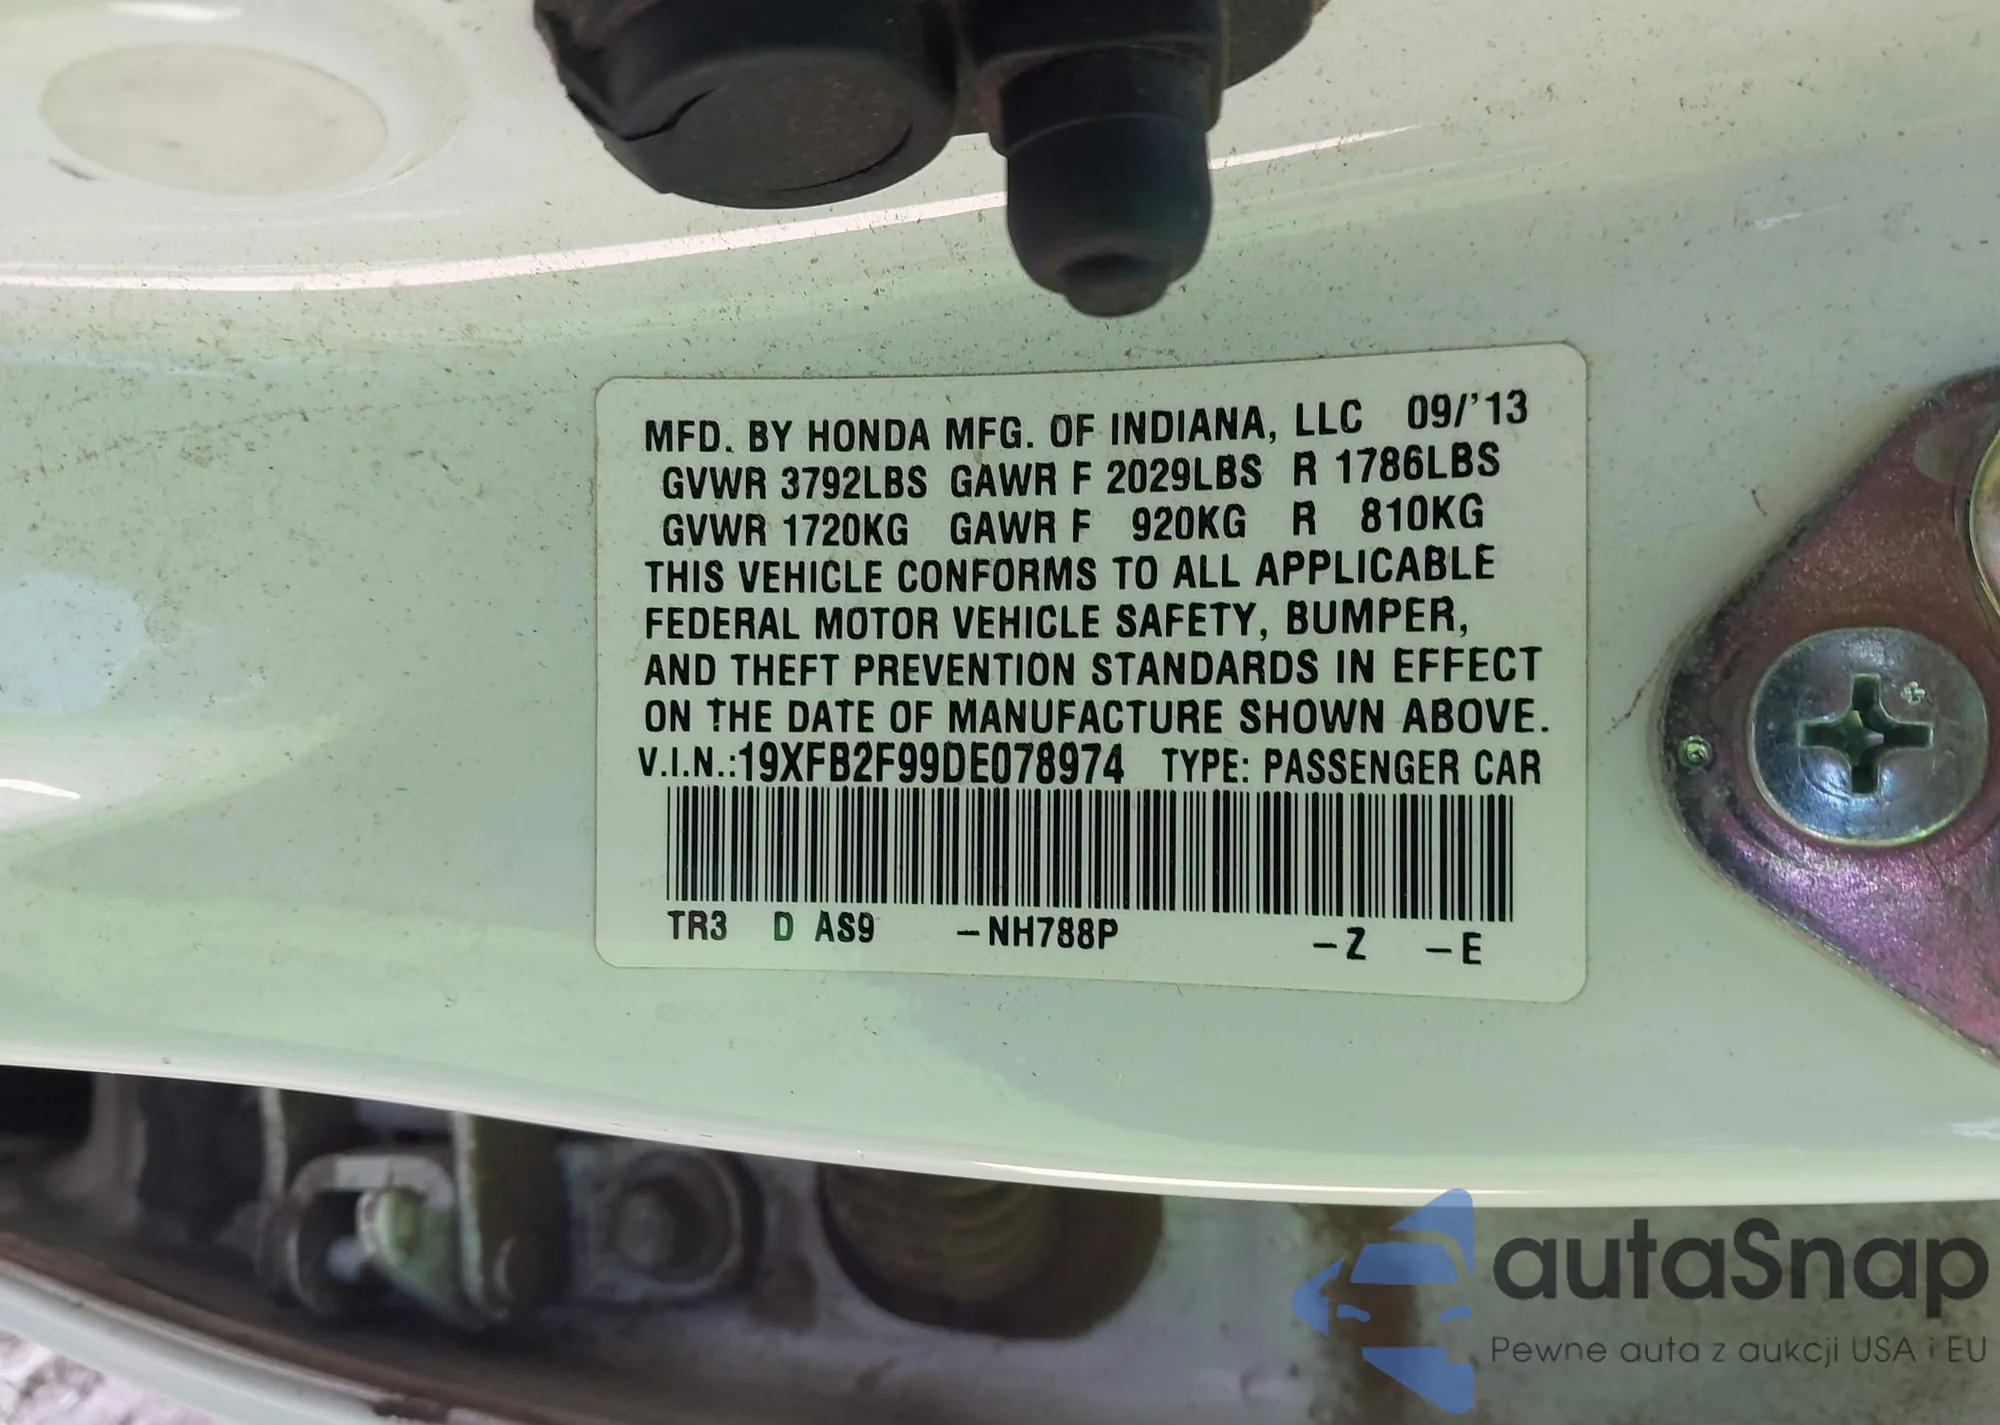 MFD. BY HONDA MFG. OF INDIANA, LLC 09/'13
GVWR 3792LBS GAWR F 2029LBS R 1786LBS
GVWR 1720KG GAWR F 920KG R 810KG
THIS VEHICLE CONFORMS TO ALL APPLICABLE
FEDERAL MOTOR VEHICLE SAFETY, BUMPER,
AND THEFT PREVENTION STANDARDS IN EFFECT
ON THE DATE OF MANUFACTURE SHOWN ABOVE.
V.I.N.:19XFB2F99DE078974 TYPE: PASSENGER CAR
TR3 D AS9 –NH788P –Z –E
autaSnap
Pewne auta z aukcji USA i EU